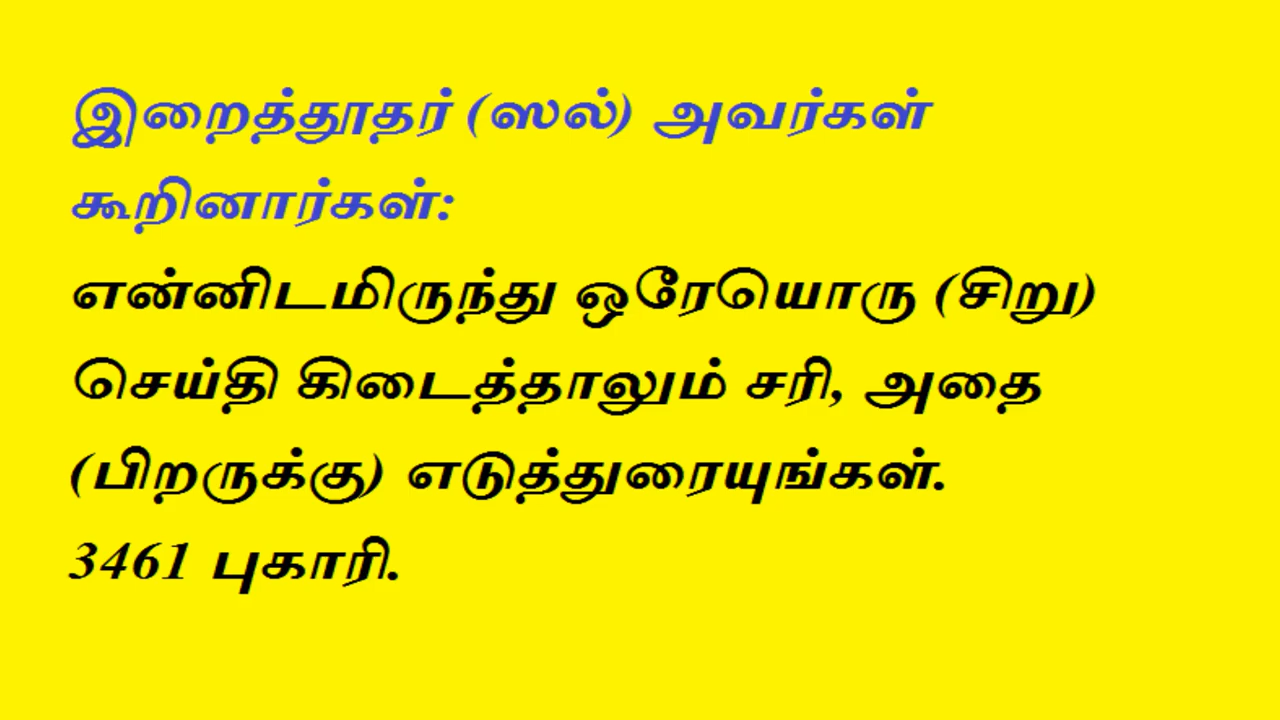 இறைத்தூதர் (ஸல்) அவர்கள்
கூறினார்கள்:
என்னிடமிருந்து ஒரேயொரு (சிறு)
செய்தி கிடைத்தாலும் சரி, அதை
(பிறருக்கு) எடுத்துரையுங்கள்.
3461 புகாரி.